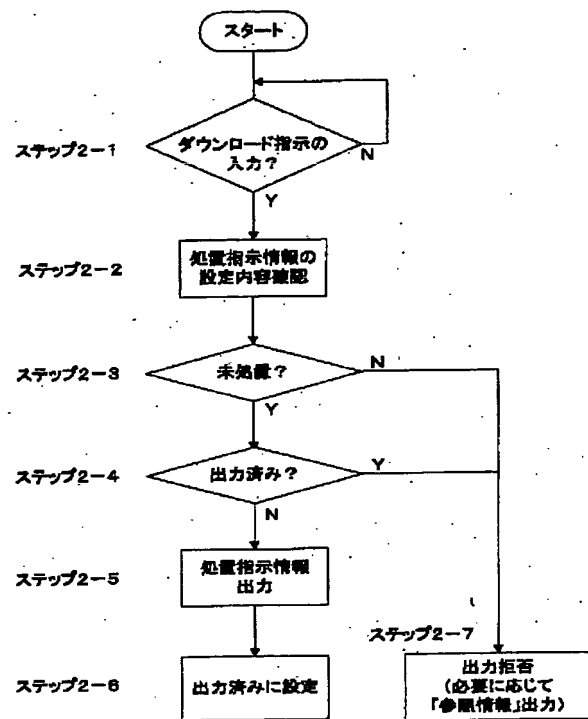 スタート
ステップ2-1
ダウンロード指示の
入力?
N
Y
ステップ2-2
処置指示情報の
設定内容確認
ステップ2-3
未処置?
N
Y
ステップ2-4
出力済み?
Y
N
ステップ2-5
処置指示情報
出力
ステップ2-6
出力済みに設定
ステップ2-7
出力拒否
(必要に応じて
『参照情報』出力)